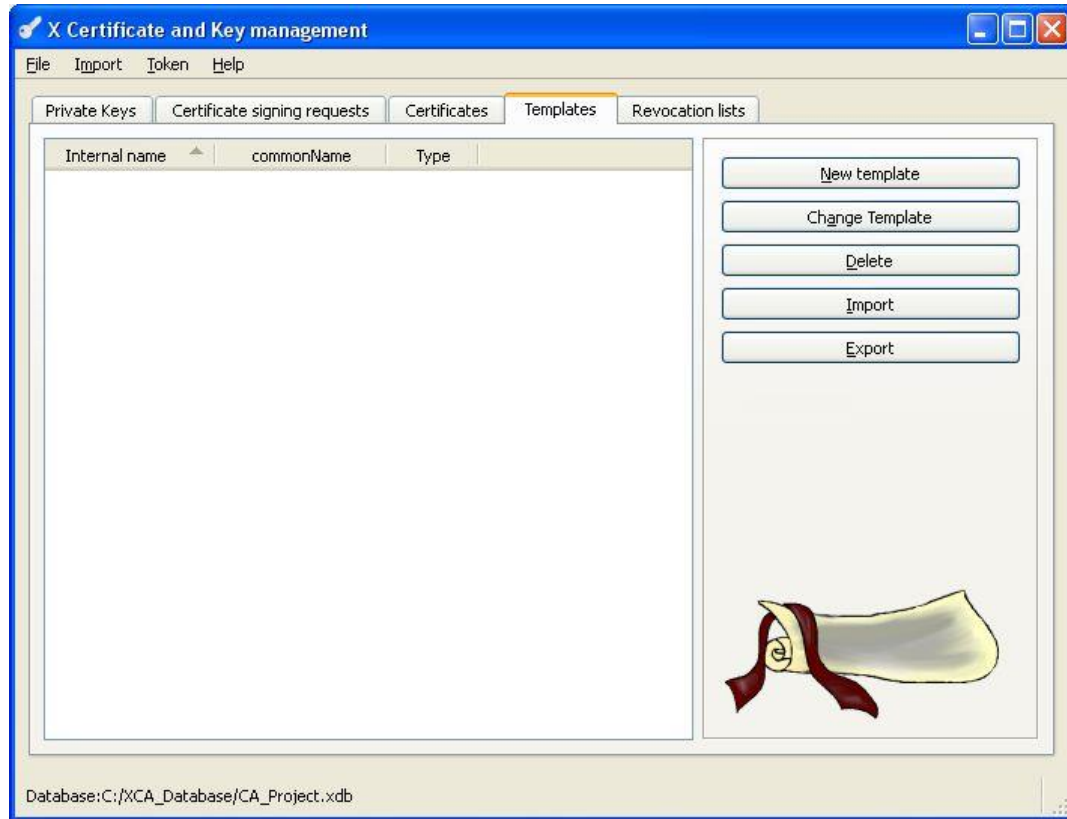 X Certificate and Key management
File Import Token Help
Private Keys Certificate signing requests Certificates Templates Revocation lists
Internal name commonName Type
New template
Change Template
Delete
Import
Export
Database:C:/XCA_Database/CA_Project.xdb